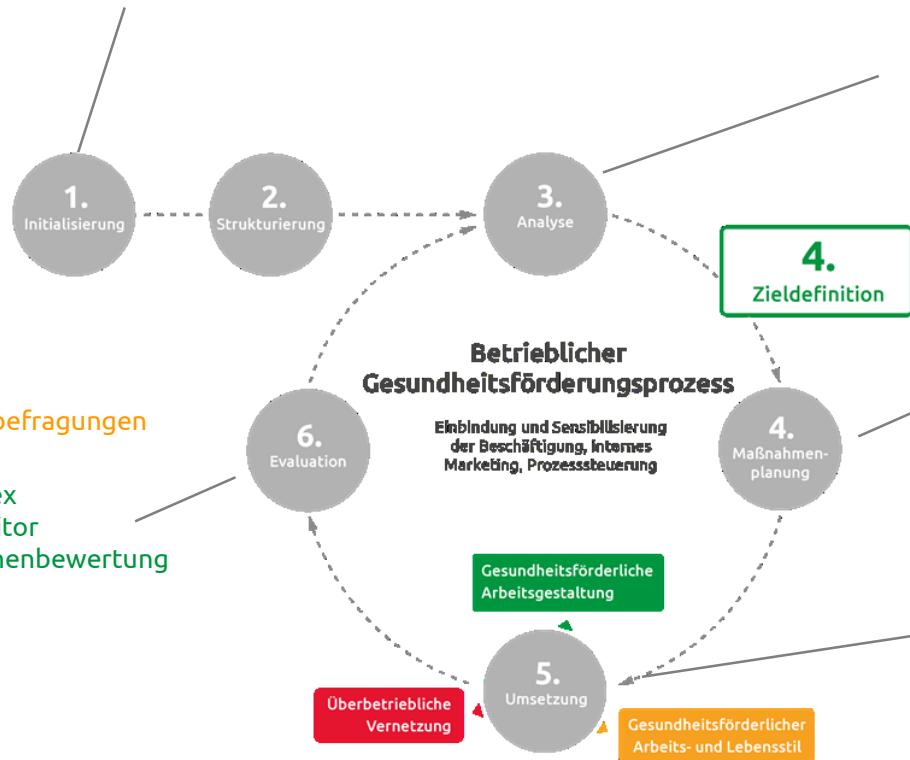 1.
Initialisierung
2.
Strukturierung
3.
Analyse
4.
Zieldefinition
Betrieblicher
Gesundheitsförderungsprozess
Einbindung und Sensibilisierung
der Beschäftigung, internes
Marketing, Prozesssteuerung
4.
Maßnahmen-
planung
6.
Evaluation
befragungen
ex
itor
nenbewertung
Gesundheitsförderliche
Arbeitsgestaltung
5.
Umsetzung
Überbetriebliche
Vernetzung
Gesundheitsförderlicher
Arbeits- und Lebensstil